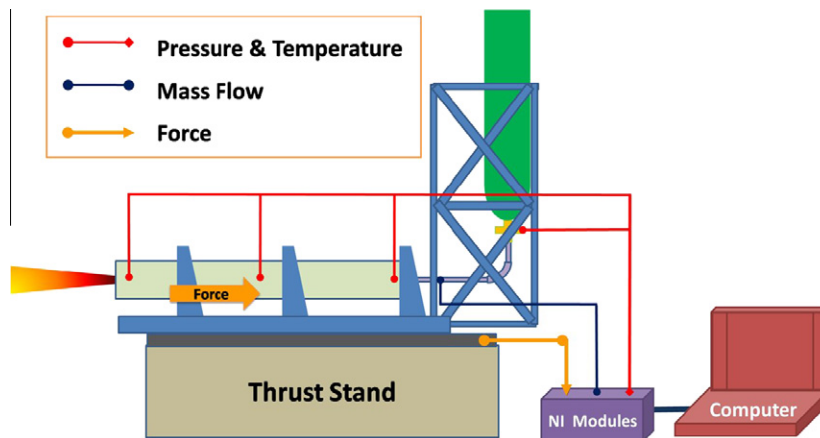 Pressure & Temperature
Mass Flow
Force
Force
Thrust Stand
NI Modules
Computer